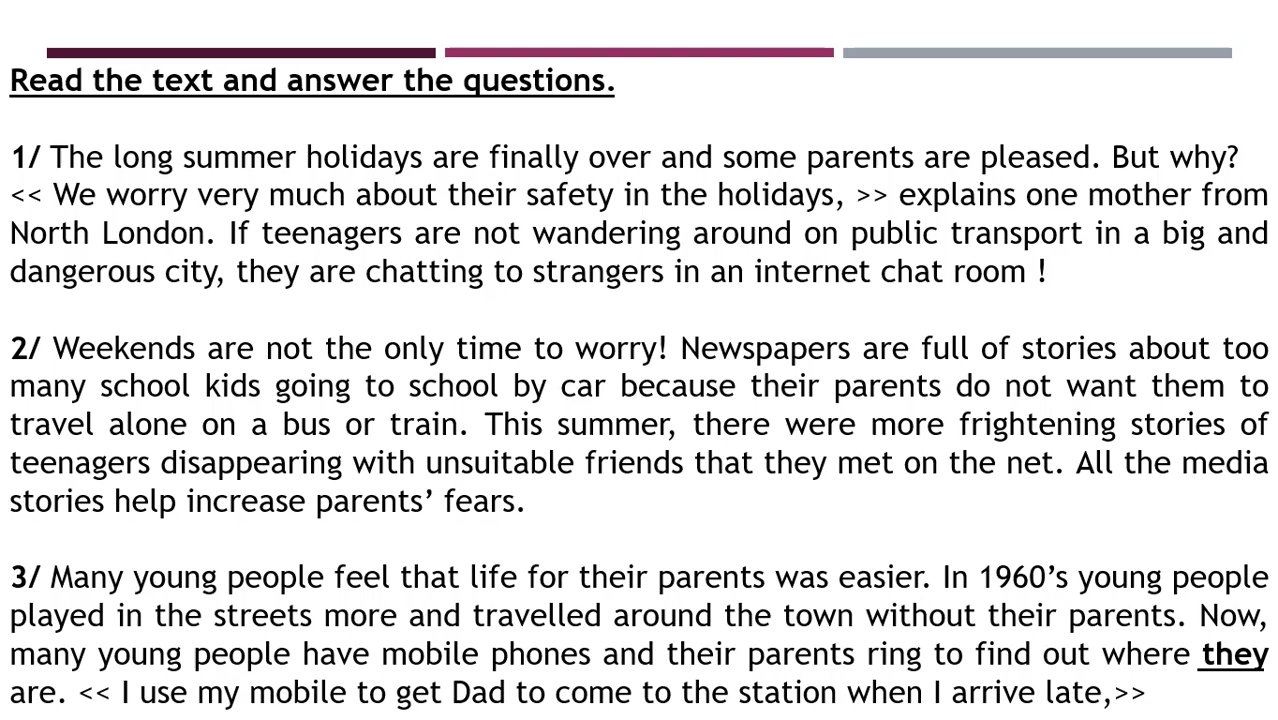 Read the text and answer the questions.
1/ The long summer holidays are finally over and some parents are pleased. But why?
<< We worry very much about their safety in the holidays, >> explains one mother from
North London. If teenagers are not wandering around on public transport in a big and
dangerous city, they are chatting to strangers in an internet chat room !
2/ Weekends are not the only time to worry! Newspapers are full of stories about too
many school kids going to school by car because their parents do not want them to
travel alone on a bus or train. This summer, there were more frightening stories of
teenagers disappearing with unsuitable friends that they met on the net. All the media
stories help increase parents’ fears.
3/ Many young people feel that life for their parents was easier. In 1960’s young people
played in the streets more and travelled around the town without their parents. Now,
many young people have mobile phones and their parents ring to find out where they
are. << I use my mobile to get Dad to come to the station when I arrive late,>>